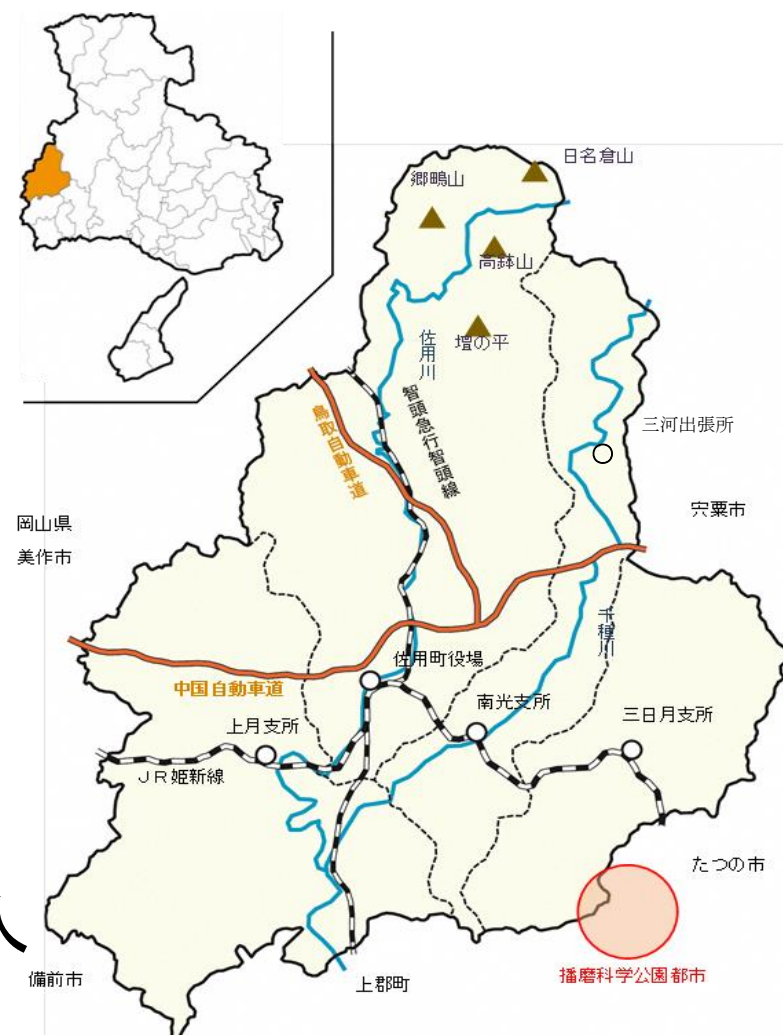 日名倉山
郷鴫山
高鉢山
壇の平
佐用川
智頭急行智頭線
鳥取自動車道
三河出張所
宍粟市
岡山県
美作市
千種川
佐用町役場
中国自動車道
南光支所
上月支所
三日月支所
JR姫新線
たつの市
備前市
上郡町
播磨科学公園都市